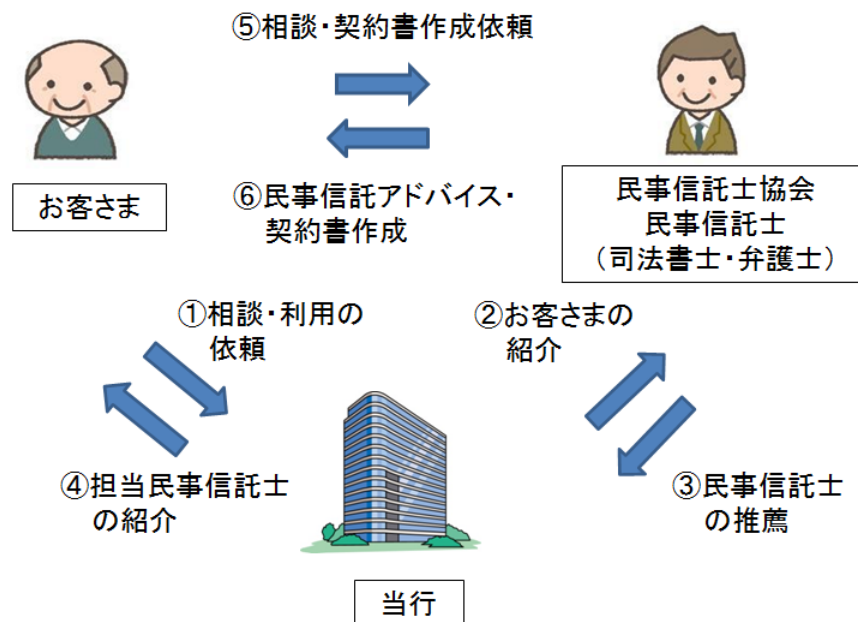 ⑤相談・契約書作成依頼
お客さま
⑥民事信託アドバイス・
契約書作成
民事信託士協会
民事信託士
（司法書士・弁護士）
①相談・利用の
依頼
②お客さまの
紹介
④担当民事信託士
の紹介
③民事信託士
の推薦
当行